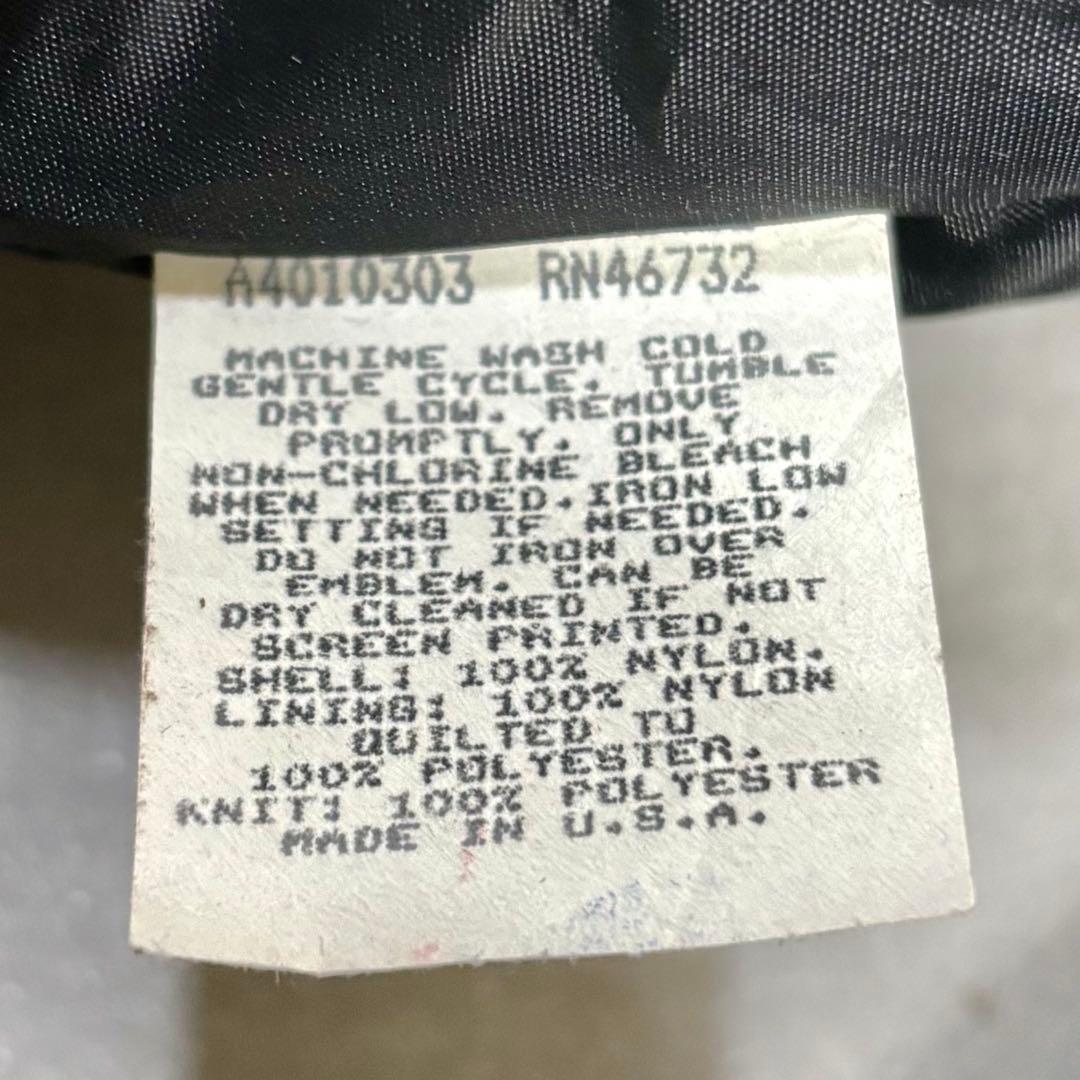 A4010303 RN46732
MACHINE WASH COLD
GENTLE CYCLE. TUMBLE
DRY LOW. REMOVE
PROMPTLY. ONLY
NON-CHLORINE BLEACH
WHEN NEEDED.IRON LOW
SETTING IF NEEDED.
DO NOT IRON OVER
EMBLEM. CAN BE
DRY CLEANED IF NOT
SCREEN PRINTED.
SHELL: 100% NYLON.
LINING: 100% NYLON
QUILTED TO
100% POLYESTER.
KNIT: 100% POLYESTER
MADE IN U.S.A.